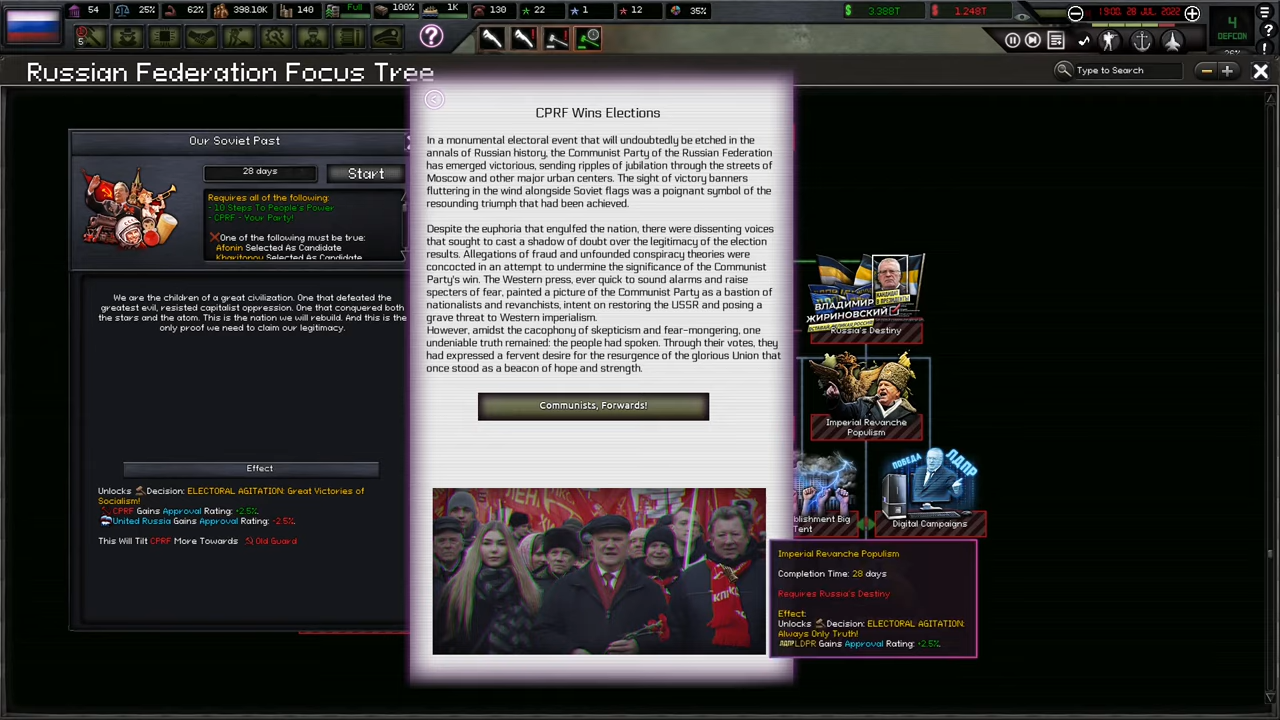 54
25%
62%
398.10K
140
Full
100%
1K
130
22
1
12
35%
$ 3.388T
$ 1.248T
19:00, 28 JUL, 2022
4
DEFCON
5
Russian Federation Focus Tree
Type to Search
Our Soviet Past
28 days
Start
Requires all of the following:
- 10 Steps To People's Power
- CPRF - Your Party!
One of the following must be true:
Afonin Selected As Candidate
Kharitonov Selected As Candidate
We are the children of a great civilization. One that defeated the
greatest evil, resisted capitalist oppression. One that conquered both
the stars and the atom. This is the nation we will rebuild. And this is the
only proof we need to claim our legitimacy.
Effect
Unlocks Decision: ELECTORAL AGITATION: Great Victories of
Socialism!
CPRF Gains Approval Rating: +2.5%.
United Russia Gains Approval Rating: -2.5%.
This Will Tilt CPRF More Towards Old Guard
CPRF Wins Elections
In a monumental electoral event that will undoubtedly be etched in the
annals of Russian history, the Communist Party of the Russian Federation
has emerged victorious, sending ripples of jubilation through the streets of
Moscow and other major urban centers. The sight of victory banners
fluttering in the wind alongside Soviet flags was a poignant symbol of the
resounding triumph that had been achieved.
Despite the euphoria that engulfed the nation, there were dissenting voices
that sought to cast a shadow of doubt over the legitimacy of the election
results. Allegations of fraud and unfounded conspiracy theories were
concocted in an attempt to undermine the significance of the Communist
Party's win. The Western press, ever quick to sound alarms and raise
specters of fear, painted a picture of the Communist Party as a bastion of
nationalists and revanchists, intent on restoring the USSR and posing a
grave threat to Western imperialism.
However, amidst the cacophony of skepticism and fear-mongering, one
undeniable truth remained: the people had spoken. Through their votes, they
had expressed a fervent desire for the resurgence of the glorious Union that
once stood as a beacon of hope and strength.
Communists, Forwards!
ВЛАДИМИР
ЖИРИНОВСКИЙ
Russia's Destiny
Imperial Revanche
Populism
ПОБЕДА
ЛДПР
blishment Big
Tent
Digital Campaigns
Imperial Revanche Populism
Completion Time: 28 days
Requires Russia's Destiny
Effect:
Unlocks Decision: ELECTORAL AGITATION:
Always Only Truth!
LDPR Gains Approval Rating: +2.5%.